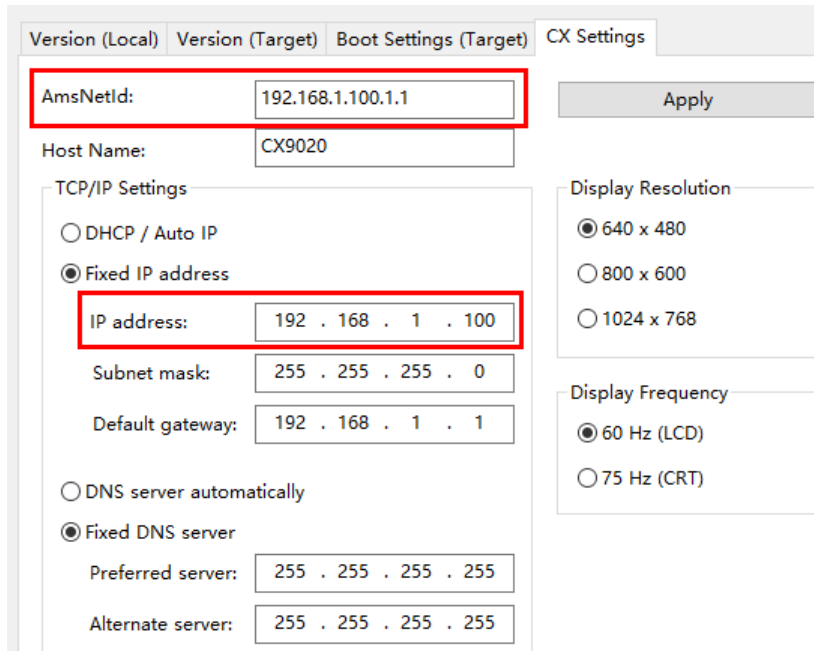 Version (Local) Version (Target) Boot Settings (Target) CX Settings
AmsNetId: 192.168.1.100.1.1 Apply
Host Name: CX9020
TCP/IP Settings
DHCP / Auto IP
Fixed IP address
IP address: 192 . 168 . 1 . 100
Subnet mask: 255 . 255 . 255 . 0
Default gateway: 192 . 168 . 1 . 1
DNS server automatically
Fixed DNS server
Preferred server: 255 . 255 . 255 . 255
Alternate server: 255 . 255 . 255 . 255
Display Resolution
640 x 480
800 x 600
1024 x 768
Display Frequency
60 Hz (LCD)
75 Hz (CRT)